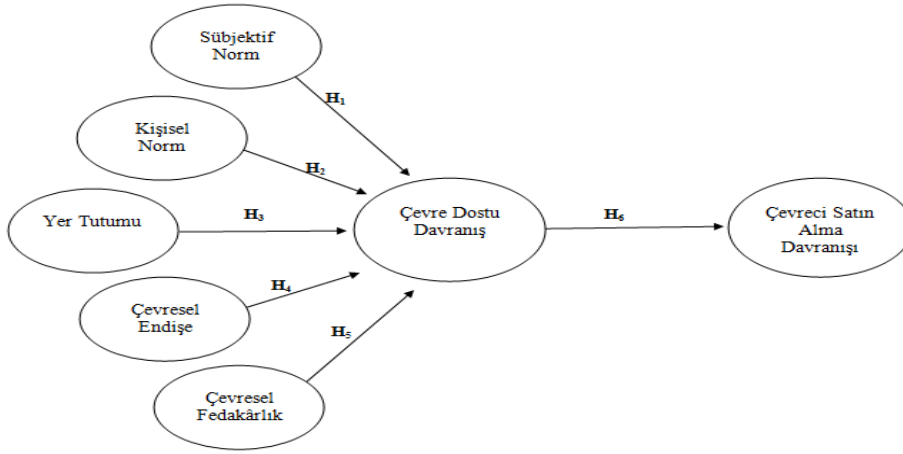 Sübjektif
Norm
H₁
Kişisel
Norm
H₂
Yer Tutumu
H₃
Çevre Dostu
Davranış
H₆
Çevreci Satın
Alma
Davranışı
Çevresel
Endişe
H₄
H₅
Çevresel
Fedakârlık